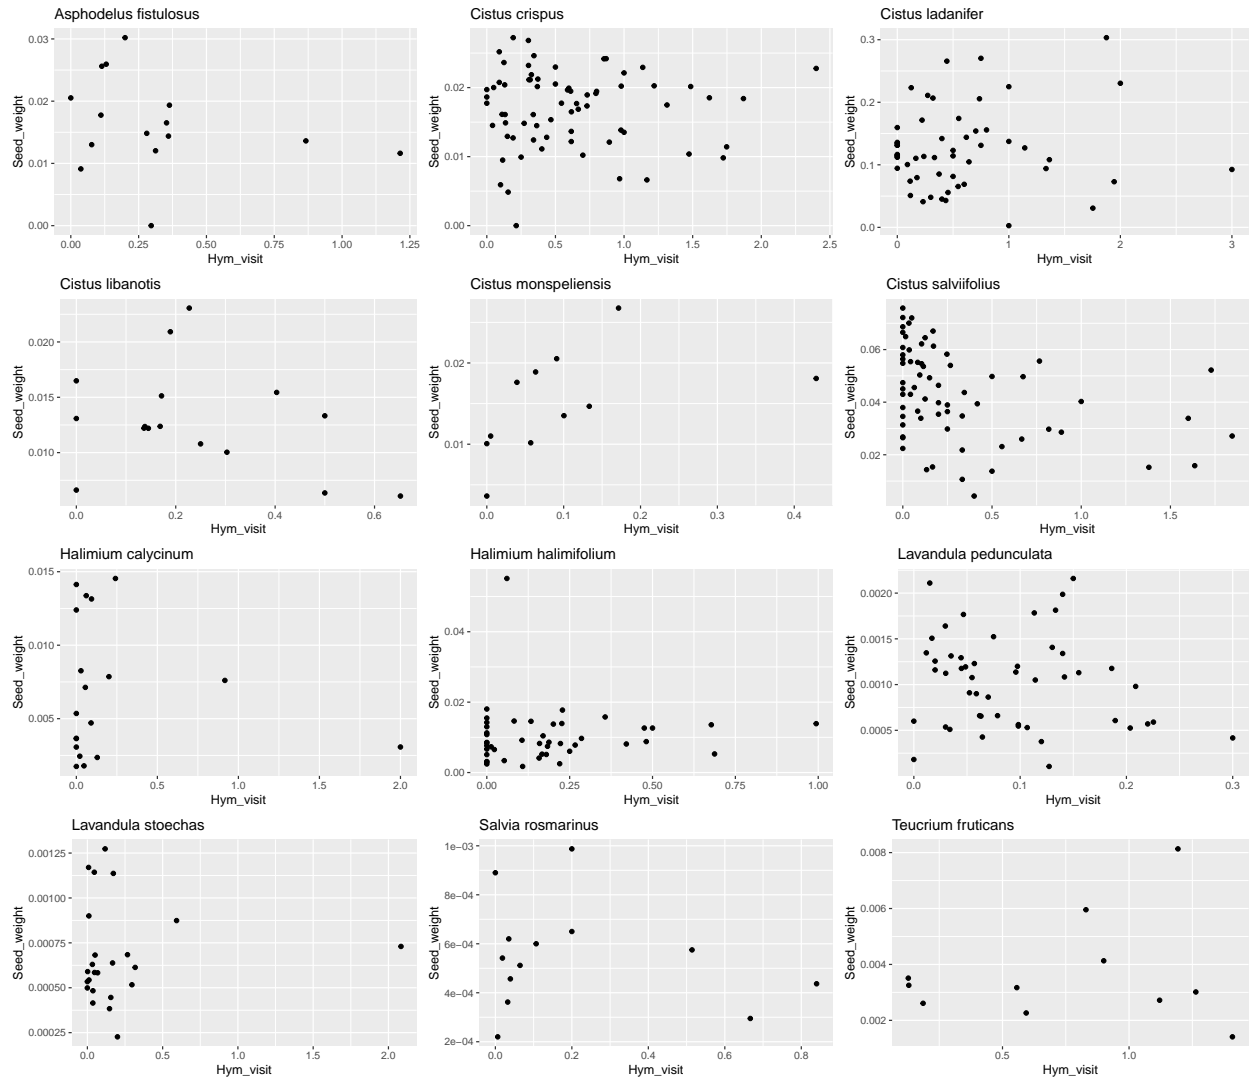 Asphodelus fistulosus
0.03
0.02
0.01
0.00
Seed_weight
0.00
0.25
0.50
0.75
1.00
1.25
Hym_visit
Cistus crispus
0.02
0.01
0.00
Seed_weight
0.0
0.5
1.0
1.5
2.0
2.5
Hym_visit
Cistus ladanifer
0.3
0.2
0.1
0.0
Seed_weight
0
1
2
3
Hym_visit
Cistus libanotis
0.020
0.015
0.010
Seed_weight
0.0
0.2
0.4
0.6
Hym_visit
Cistus monspeliensis
0.02
0.01
Seed_weight
0.0
0.1
0.2
0.3
0.4
Hym_visit
Cistus salviifolius
0.06
0.04
0.02
Seed_weight
0.0
0.5
1.0
1.5
Hym_visit
Halimium calycinum
0.015
0.010
0.005
Seed_weight
0.0
0.5
1.0
1.5
2.0
Hym_visit
Halimium halimifolium
0.04
0.02
0.00
Seed_weight
0.00
0.25
0.50
0.75
1.00
Hym_visit
Lavandula pedunculata
0.0020
0.0015
0.0010
0.0005
Seed_weight
0.0
0.1
0.2
0.3
Hym_visit
Lavandula stoechas
0.00125
0.00100
0.00075
0.00050
0.00025
Seed_weight
0.0
0.5
1.0
1.5
2.0
Hym_visit
Salvia rosmarinus
1e−03
8e−04
6e−04
4e−04
2e−04
Seed_weight
0.0
0.2
0.4
0.6
0.8
Hym_visit
Teucrium fruticans
0.008
0.006
0.004
0.002
Seed_weight
0.5
1.0
Hym_visit